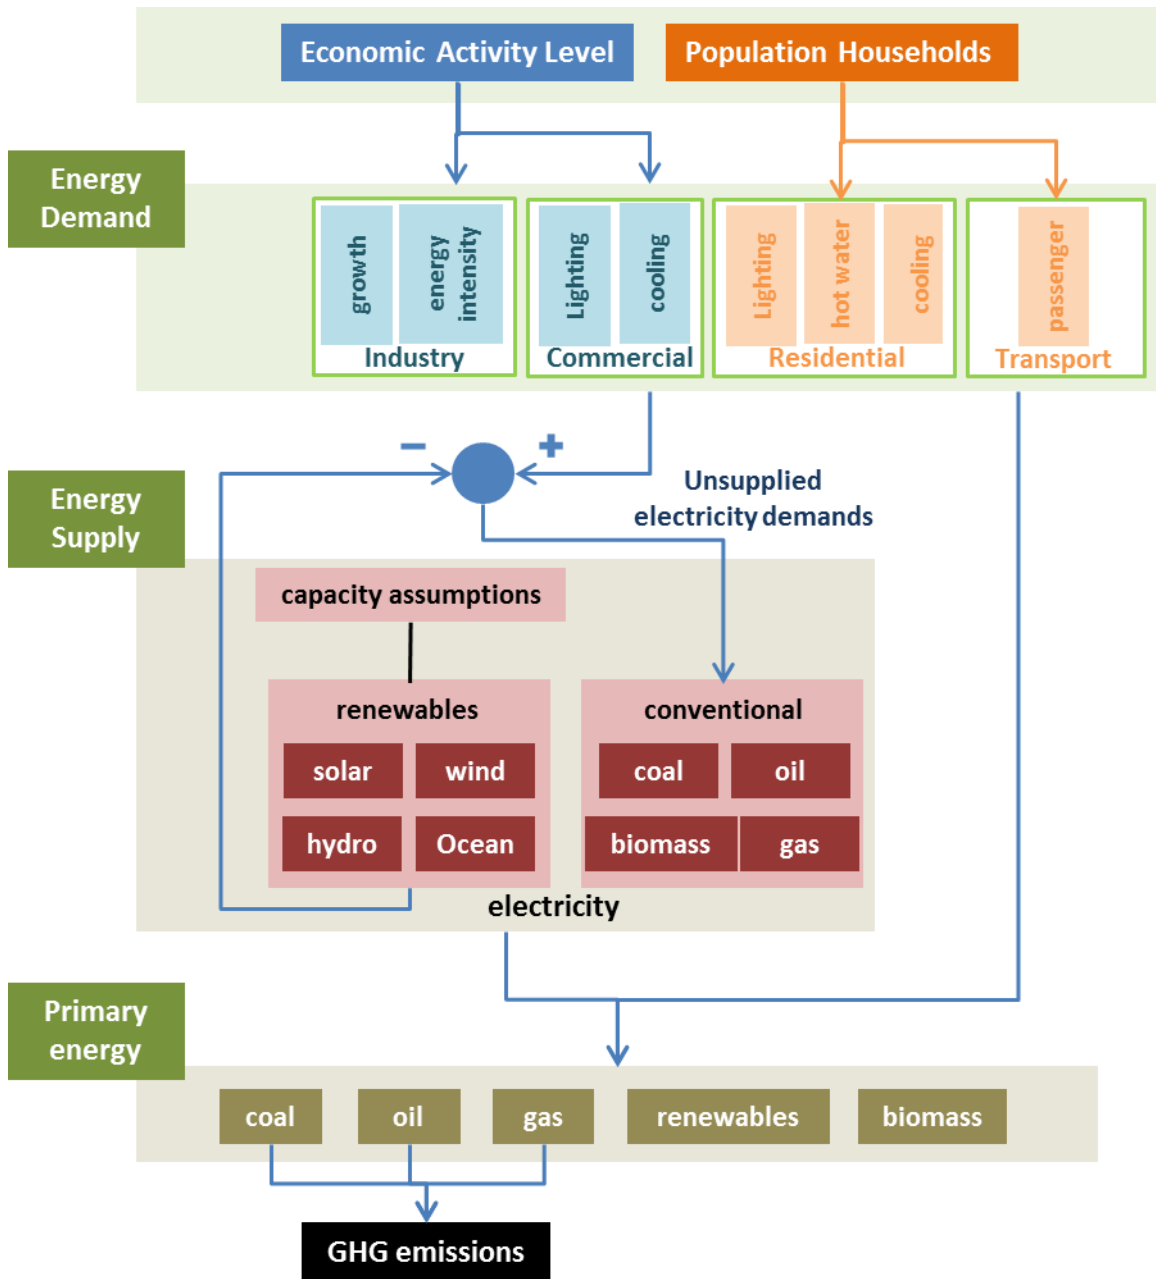 Economic Activity Level
Population Households
Energy
Demand
growth
energy
intensity
Industry
Lighting
cooling
Commercial
Lighting
hot water
cooling
Residential
passenger
Transport
− +
Energy
Supply
Unsupplied
electricity demands
capacity assumptions
renewables
solar
wind
hydro
Ocean
conventional
coal
oil
biomass
gas
electricity
Primary
energy
coal
oil
gas
renewables
biomass
GHG emissions